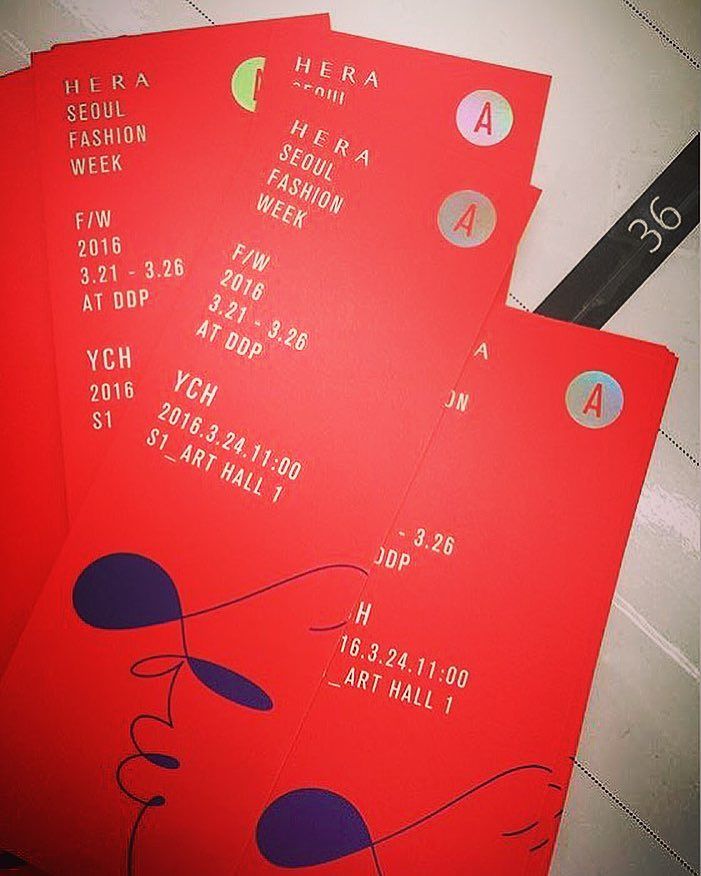 HERA
SEOUL
FASHION
WEEK
F/W
2016
3.21 - 3.26
AT DDP
YCH
2016
S1
HERA
SEOUL
A
HERA
SEOUL
FASHION
WEEK
A
F/W
2016
3.21 - 3.26
AT DDP
YCH
2016.3.24.11:00
S1_ART HALL 1
36
A
A
ON
- 3.26
DDP
H
16.3.24.11:00
_ART HALL 1